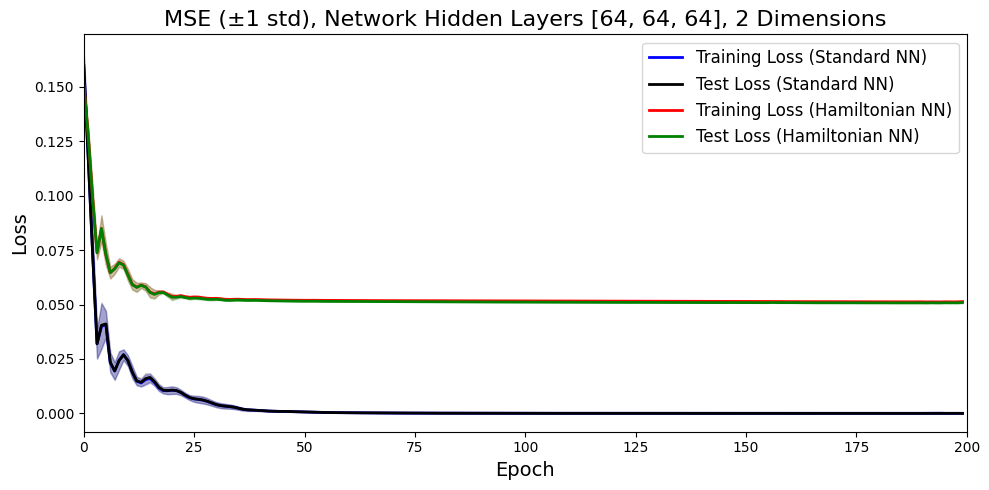 MSE (±1 std), Network Hidden Layers [64, 64, 64], 2 Dimensions
Training Loss (Standard NN)
Test Loss (Standard NN)
Training Loss (Hamiltonian NN)
Test Loss (Hamiltonian NN)
Loss
0.150
0.125
0.100
0.075
0.050
0.025
0.000
0 25 50 75 100 125 150 175 200
Epoch